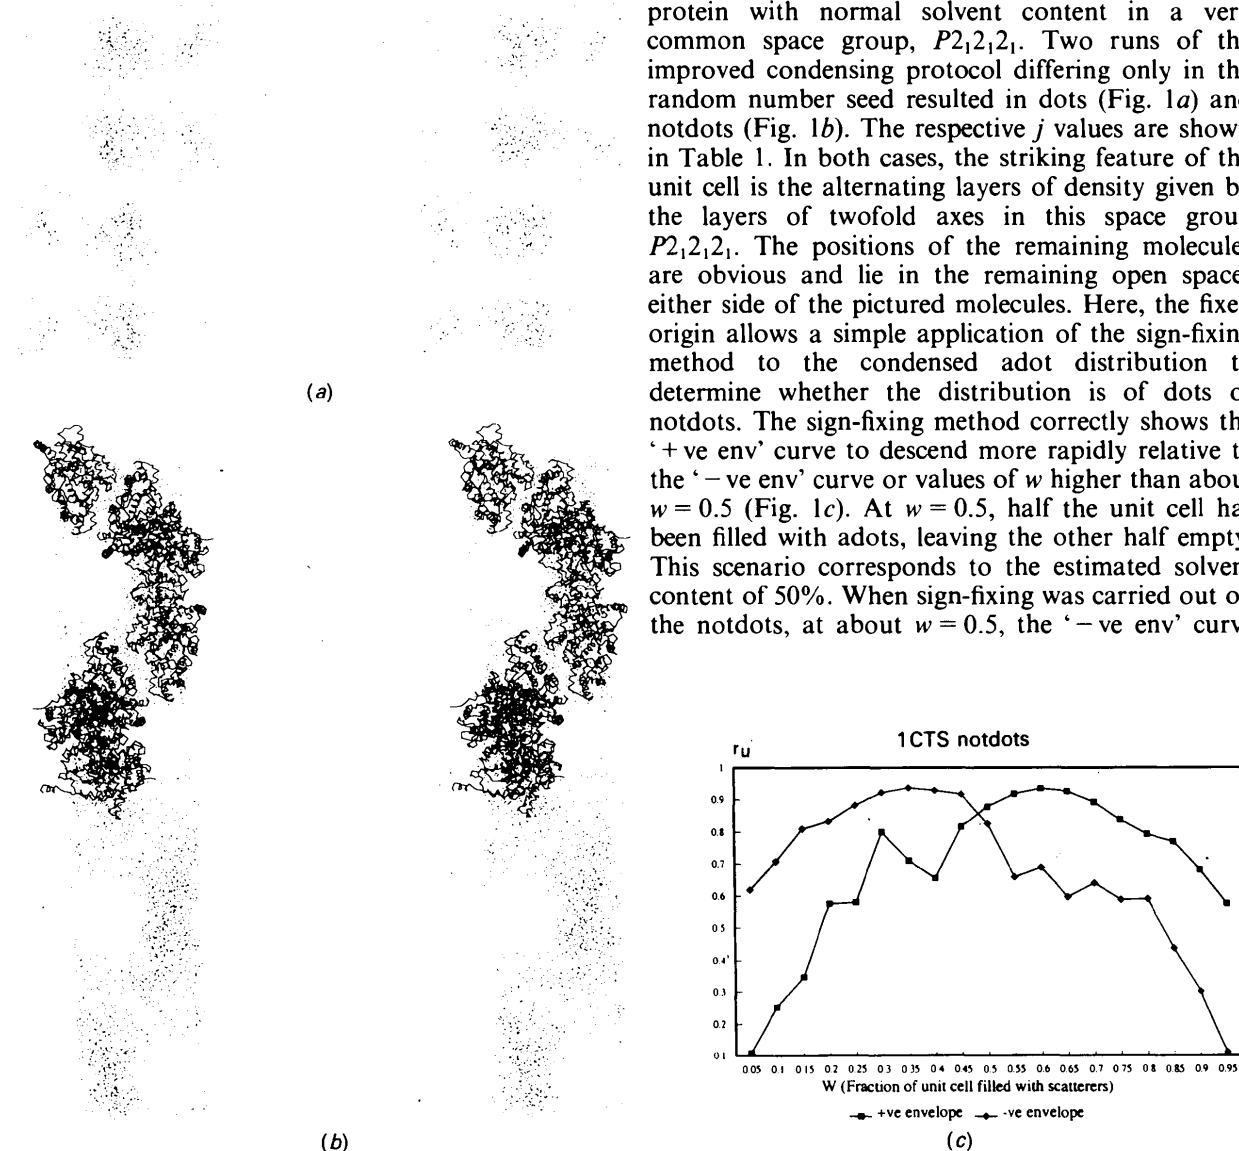 protein with normal solvent content in a ver
common space group, P2₁2₁2₁. Two runs of th
improved condensing protocol differing only in th
random number seed resulted in dots (Fig. 1a) an
notdots (Fig. 1b). The respective j values are show
in Table 1. In both cases, the striking feature of th
unit cell is the alternating layers of density given b
the layers of twofold axes in this space grou
P2₁2₁2₁. The positions of the remaining molecule
are obvious and lie in the remaining open space
either side of the pictured molecules. Here, the fixe
origin allows a simple application of the sign-fixin
method to the condensed adot distribution t
determine whether the distribution is of dots o
notdots. The sign-fixing method correctly shows th
‘+ve env’ curve to descend more rapidly relative t
the ‘−ve env’ curve or values of w higher than abou
w = 0.5 (Fig. 1c). At w = 0.5, half the unit cell ha
been filled with adots, leaving the other half empty
This scenario corresponds to the estimated solven
content of 50%. When sign-fixing was carried out o
the notdots, at about w = 0.5, the ‘−ve env’ curv
(a)
(b)
1CTS notdots
rᵤ
1
0.9
0.8
0.7
0.6
0.5
0.4
0.3
0.2
0.1
0.05 0.1 0.15 0.2 0.25 0.3 0.35 0.4 0.45 0.5 0.55 0.6 0.65 0.7 0.75 0.8 0.85 0.9 0.95
W (Fraction of unit cell filled with scatterers)
+ve envelope -ve envelope
(c)